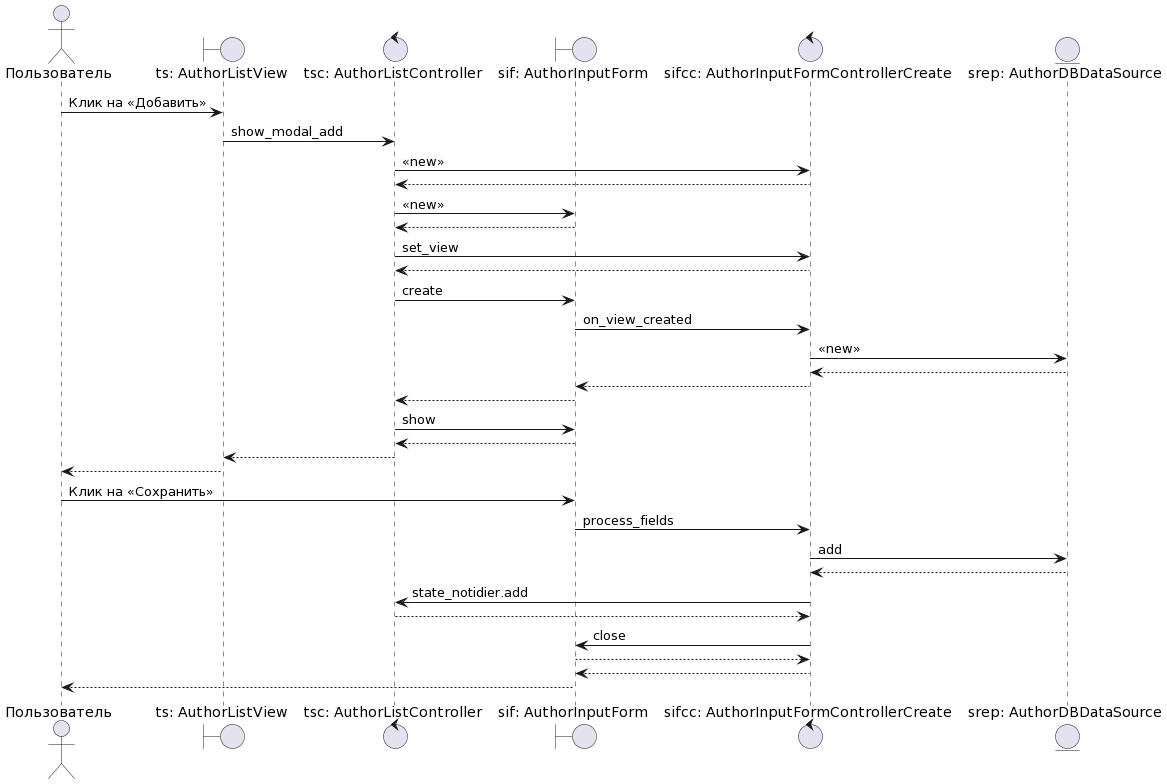 Пользователь ts: AuthorListView tsc: AuthorListController sif: AuthorInputForm sifcc: AuthorInputFormControllerCreate srep: AuthorDBDataSource
Клик на «Добавить»
show_modal_add
«new»
«new»
set_view
create
on_view_created
«new»
show
Клик на «Сохранить»
process_fields
add
state_notidier.add
close
Пользователь ts: AuthorListView tsc: AuthorListController sif: AuthorInputForm sifcc: AuthorInputFormControllerCreate srep: AuthorDBDataSource